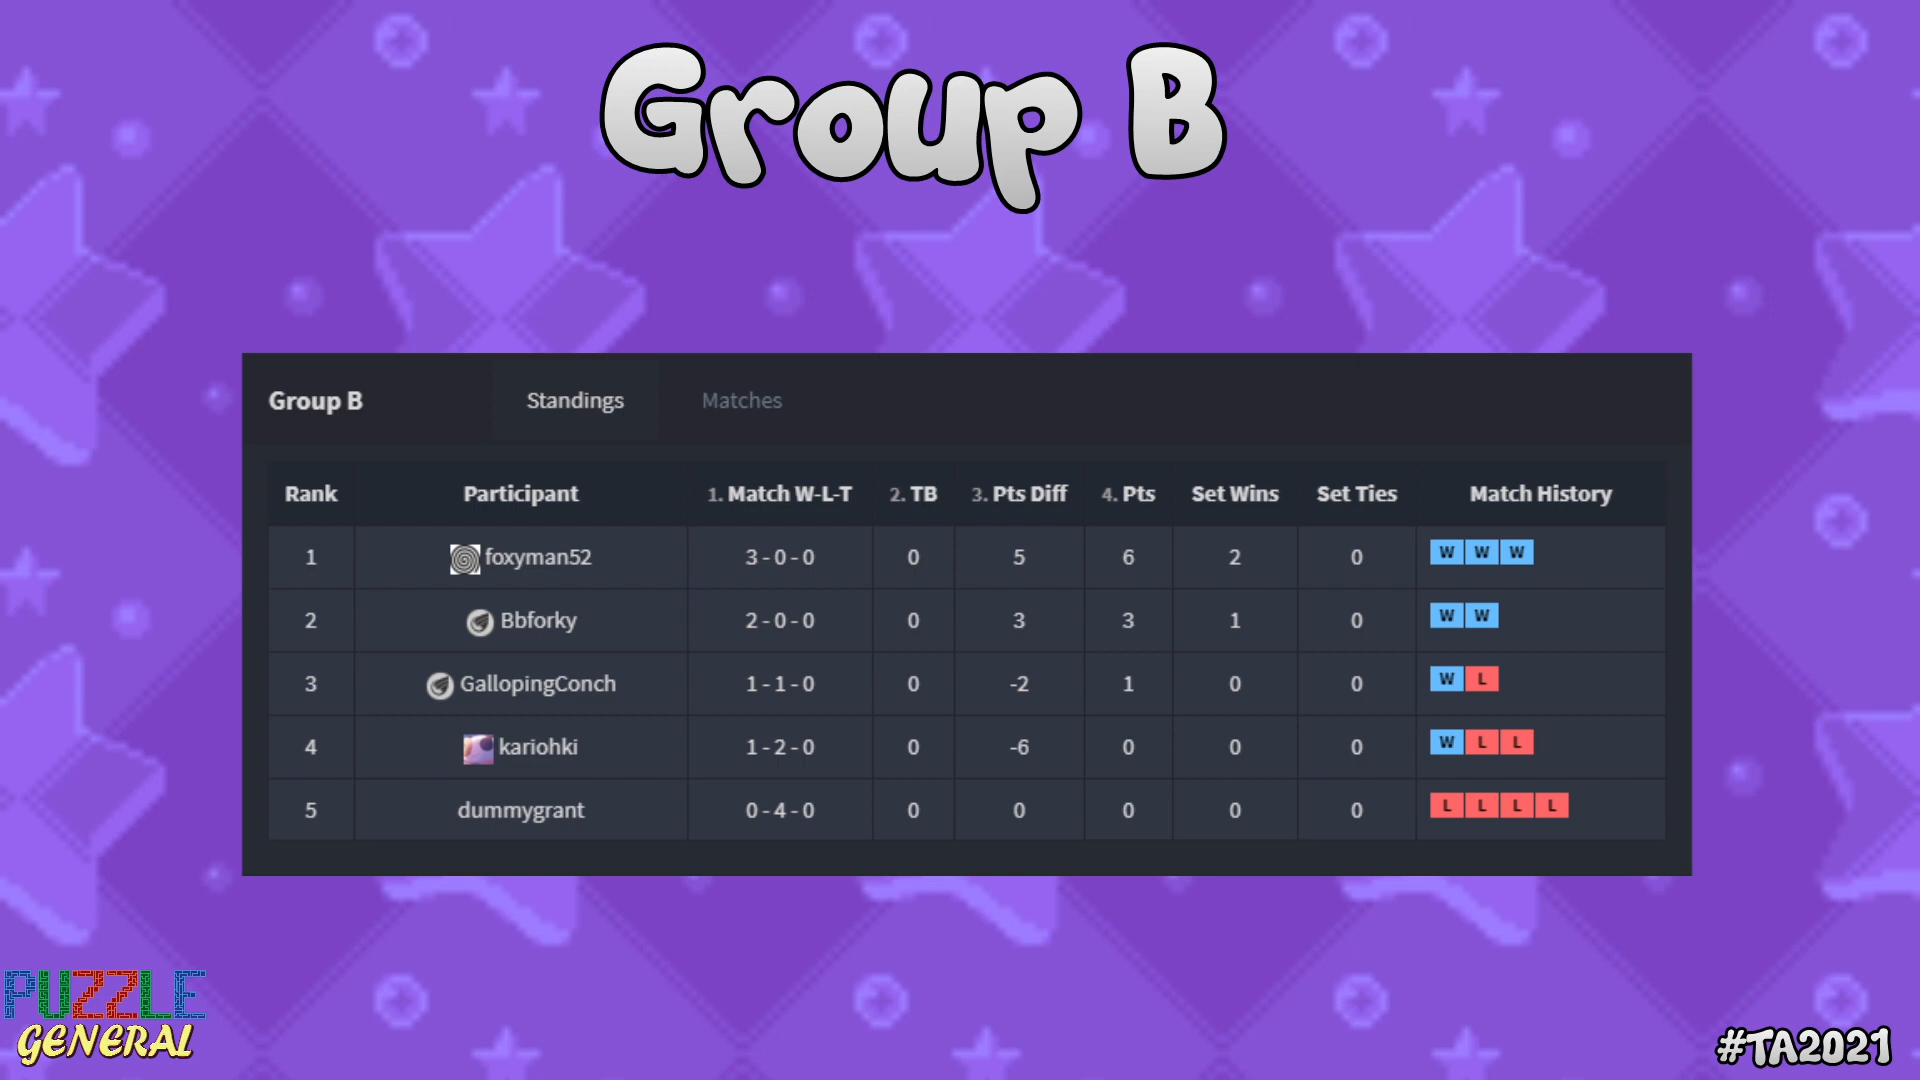 Group B
Group B Standings Matches
Rank Participant 1. Match W-L-T 2. TB 3. Pts Diff 4. Pts Set Wins Set Ties Match History
1 foxyman52 3 - 0 - 0 0 5 6 2 0 W W W
2 Bbforky 2 - 0 - 0 0 3 3 1 0 W W
3 GallopingConch 1 - 1 - 0 0 -2 1 0 0 W L
4 kariohki 1 - 2 - 0 0 -6 0 0 0 W L L
5 dummygrant 0 - 4 - 0 0 0 0 0 0 L L L L
PUZZLE
GENERAL
#TA2021